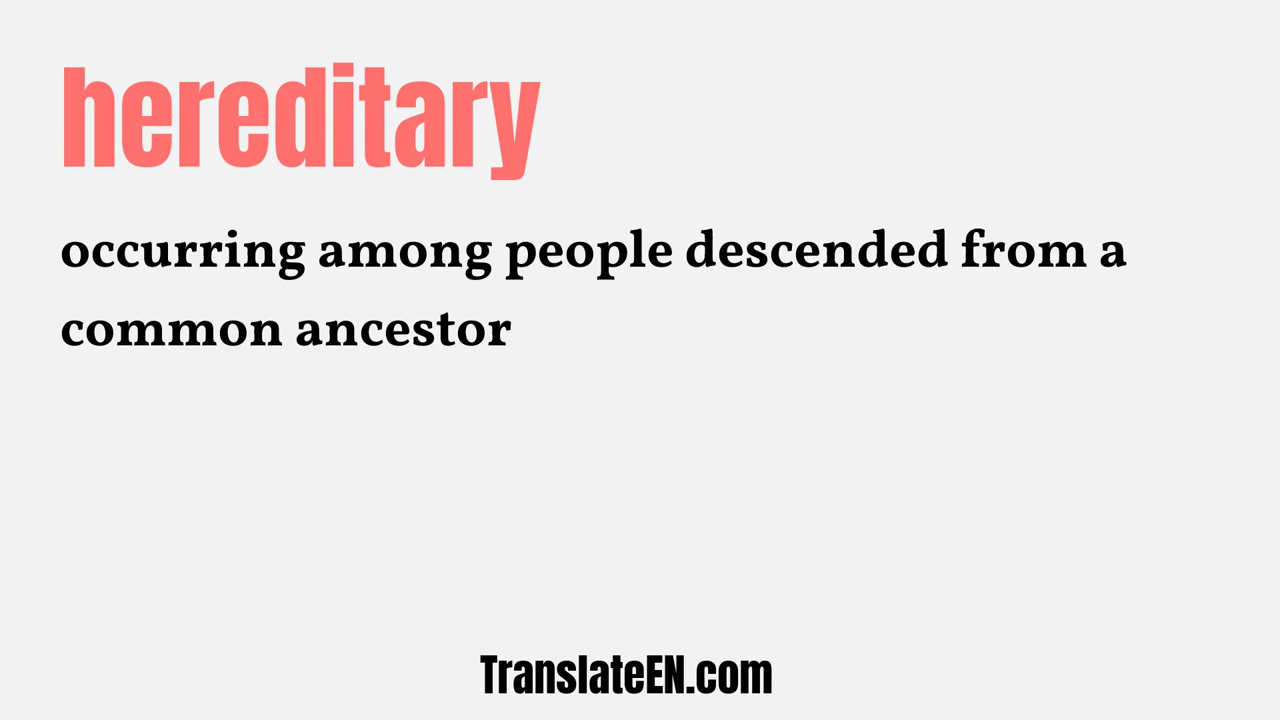 hereditary
occurring among people descended from a
common ancestor
TranslateEN.com